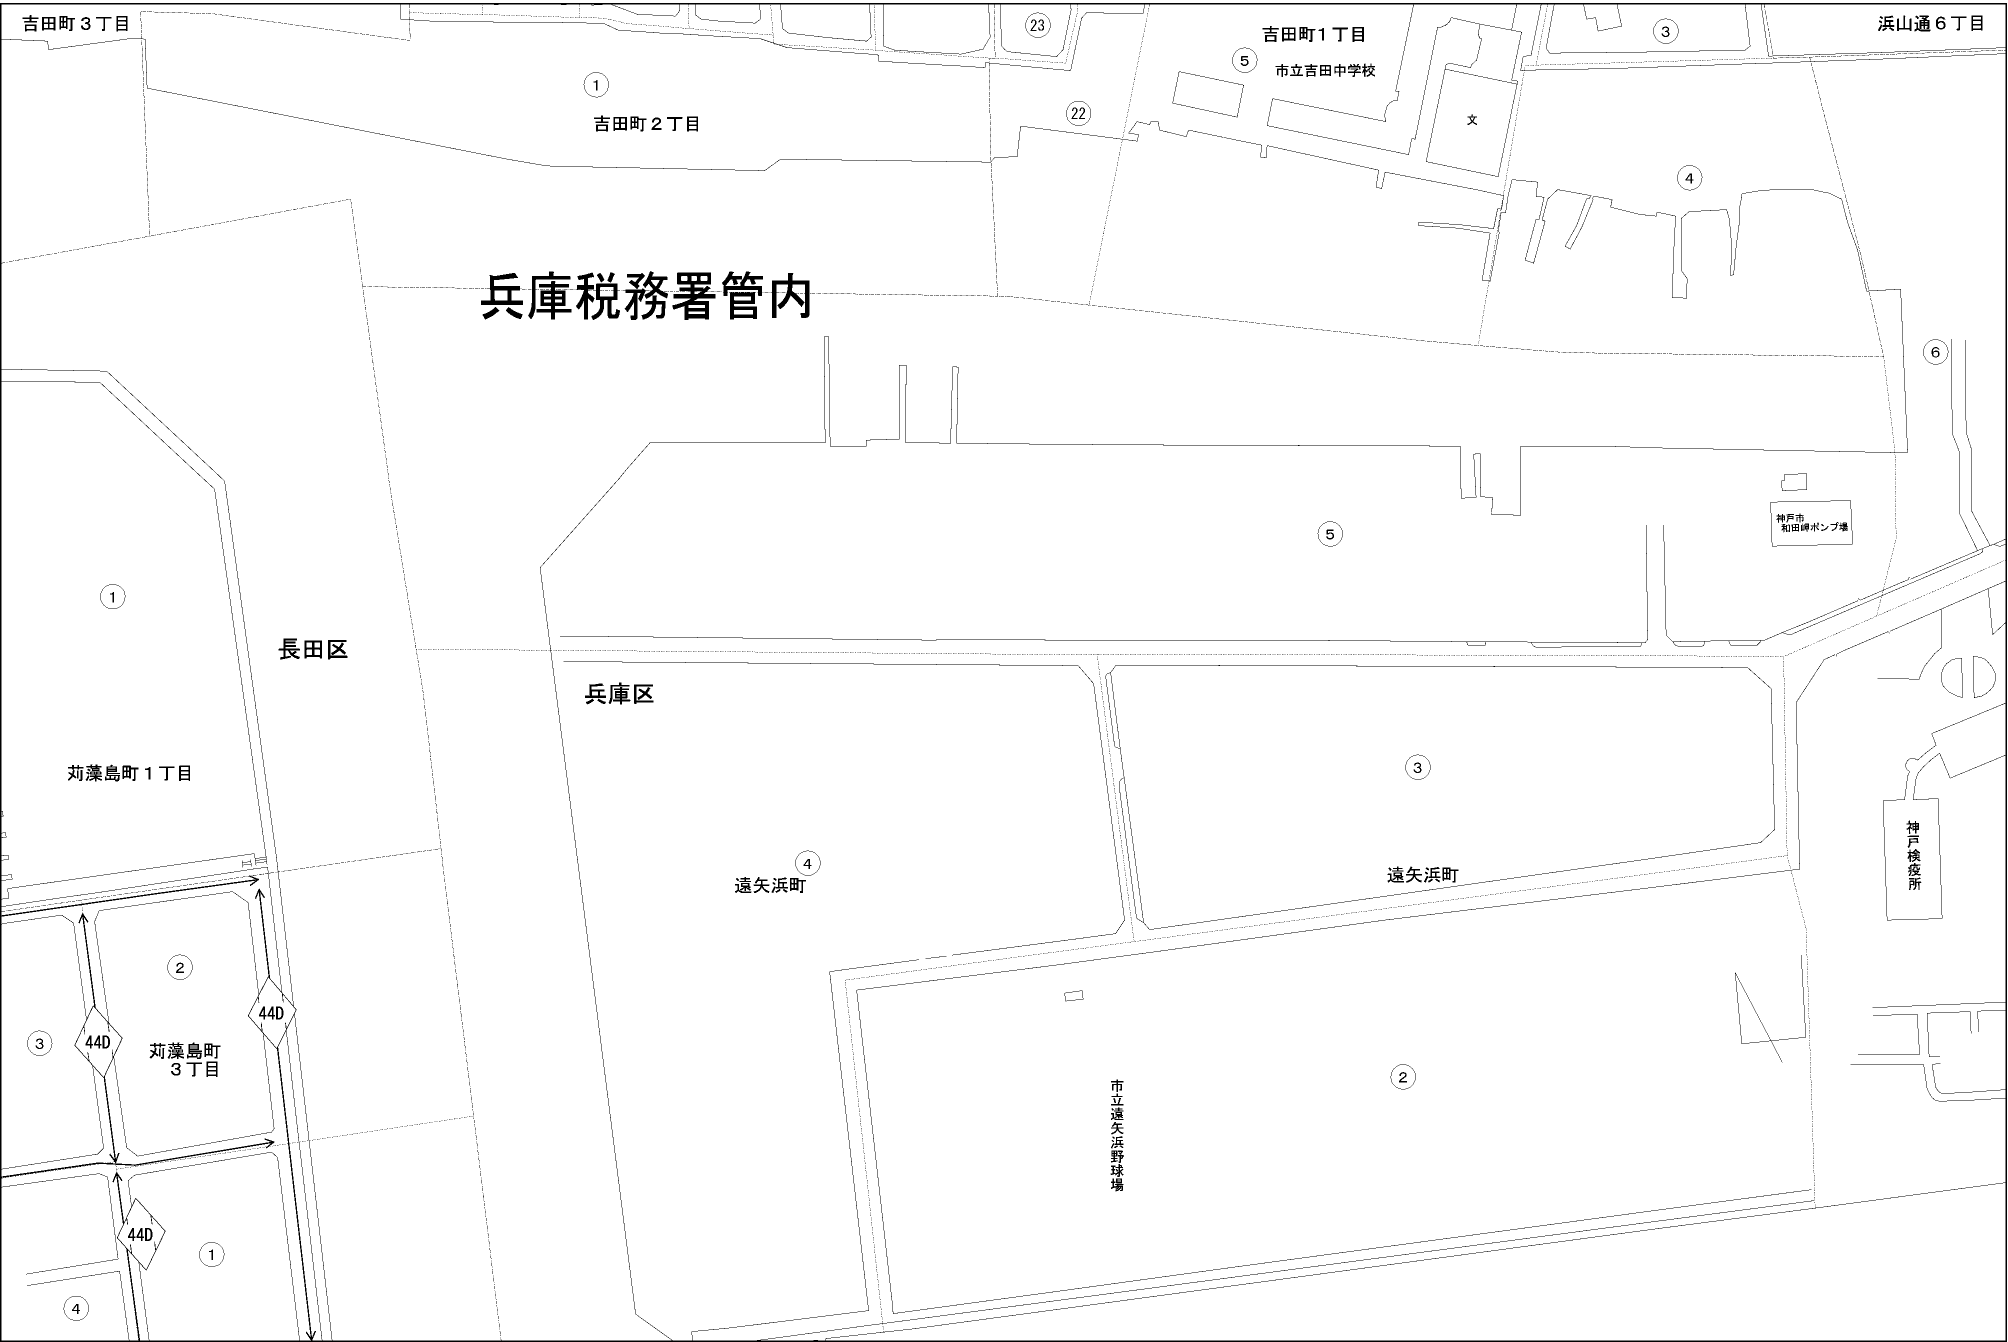 吉田町３丁目
23
吉田町１丁目
③
浜山通６丁目
⑤
市立吉田中学校
①
22
吉田町２丁目
文
④
兵庫税務署管内
⑥
神戸市
和田岬ポンプ場
⑤
①
長田区
兵庫区
苅藻島町１丁目
③
④
遠矢浜町
遠矢浜町
神戸検疫所
②
44D
44D
③
苅藻島町
３丁目
②
市立遠矢浜野球場
44D
①
④